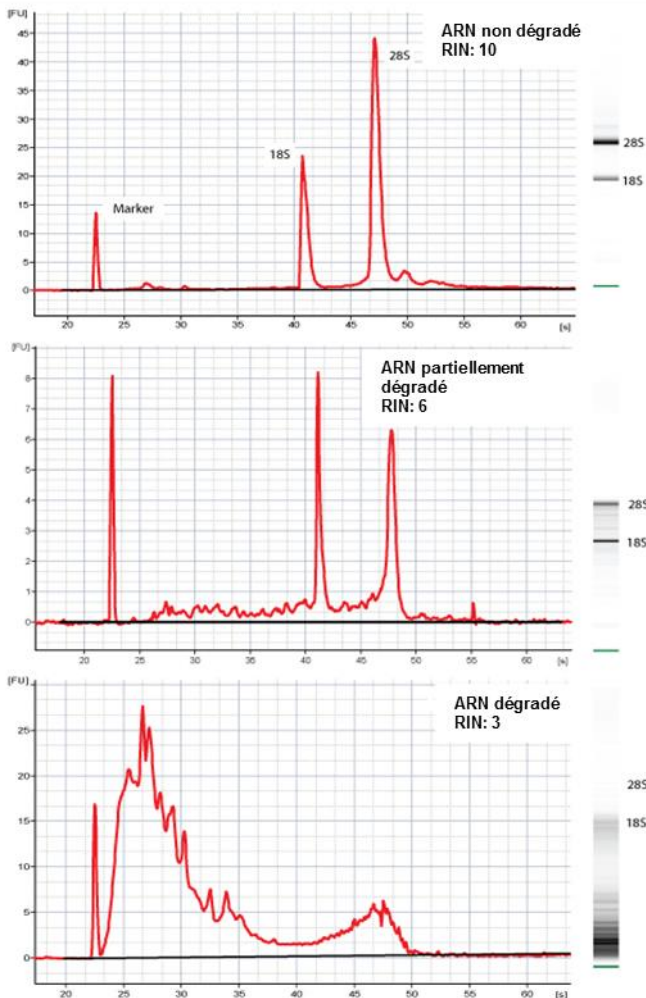 [FU]
ARN non dégradé
RIN: 10
45
40
35
30
25
20
15
10
5
0
28S
18S
Marker
28S
18S
20 25 30 35 40 45 50 55 60 [s]
[FU]
ARN partiellement
dégradé
RIN: 6
8
7
6
5
4
3
2
1
0
28S
18S
20 25 30 35 40 45 50 55 60 [s]
[FU]
ARN dégradé
RIN: 3
25
20
15
10
5
0
28S
18S
20 25 30 35 40 45 50 55 60 [s]